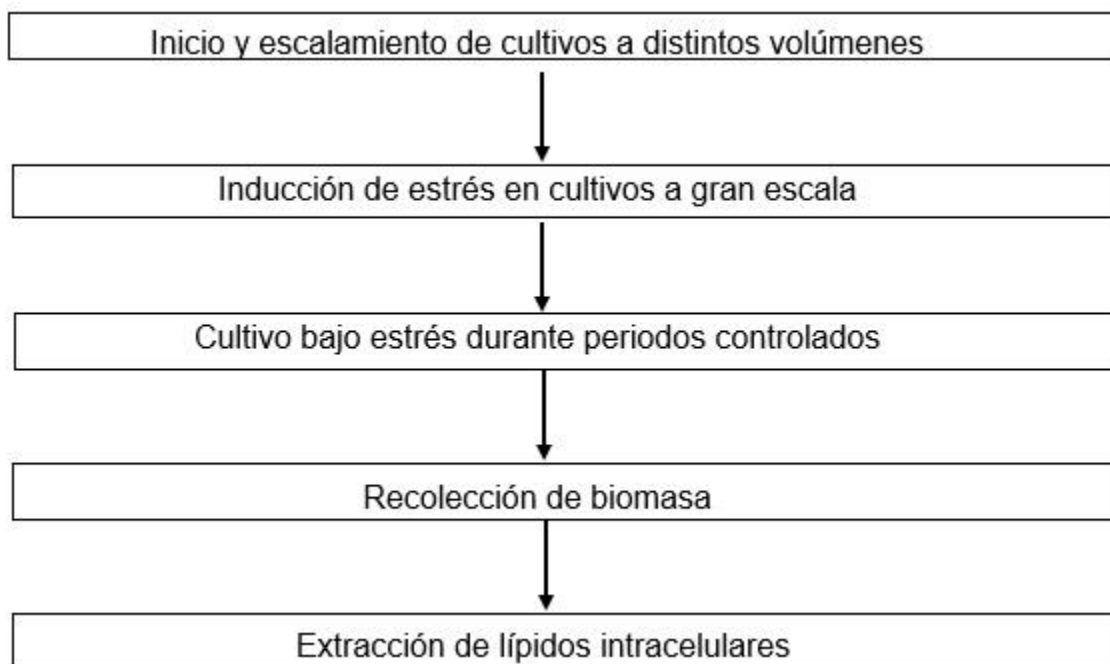 Inicio y escalamiento de cultivos a distintos volúmenes
Inducción de estrés en cultivos a gran escala
Cultivo bajo estrés durante periodos controlados
Recolección de biomasa
Extracción de lípidos intracelulares